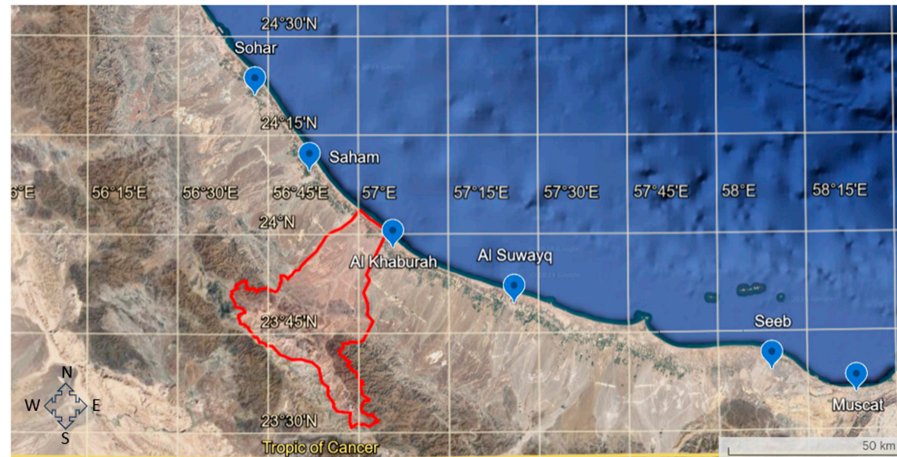 24°30'N
Sohar
24°15'N
Saham
6°E
56°15'E
56°30'E
56°45'E
57°E
57°15'E
57°30'E
57°45'E
58°E
58°15'E
24°N
Al Khaburah
Al Suwayq
23°45'N
Seeb
N
W
E
S
Muscat
23°30'N
Tropic of Cancer
50 km